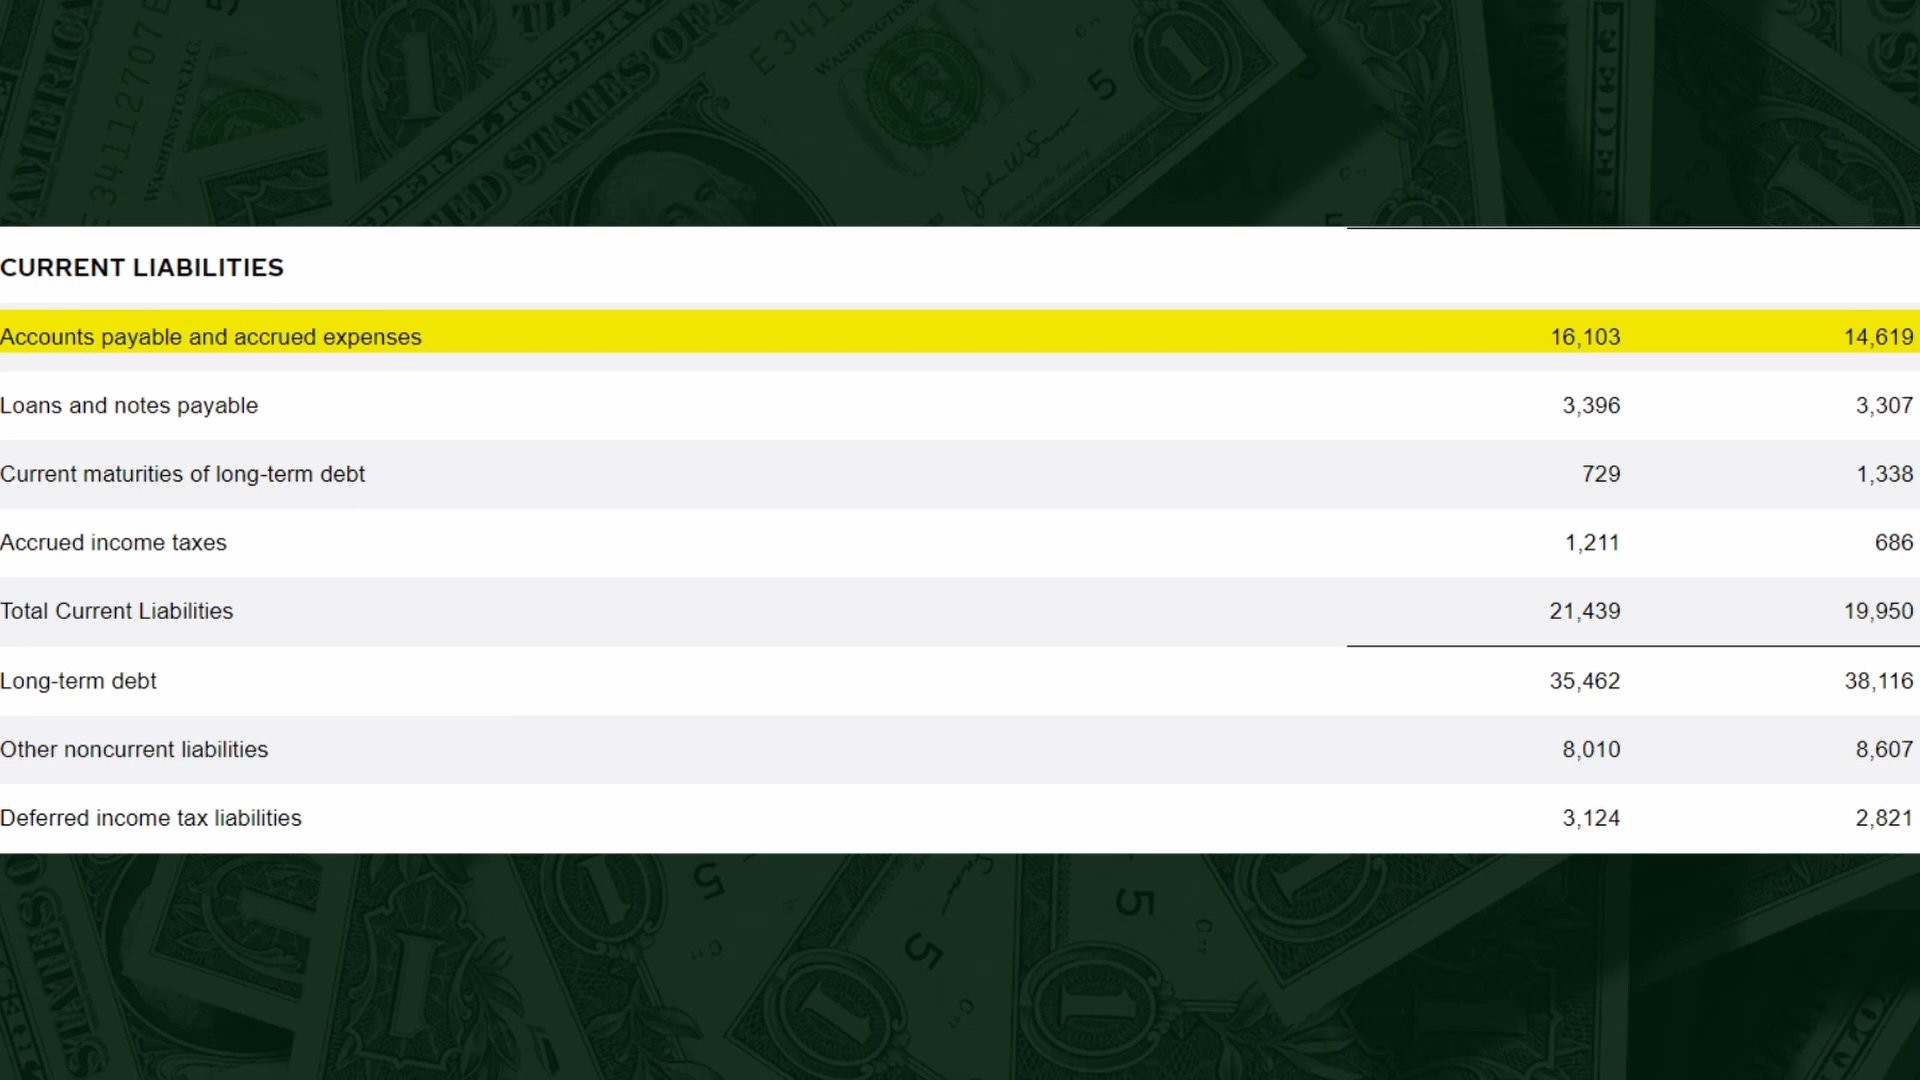 CURRENT LIABILITIES
Accounts payable and accrued expenses 16,103 14,619
Loans and notes payable 3,396 3,307
Current maturities of long-term debt 729 1,338
Accrued income taxes 1,211 686
Total Current Liabilities 21,439 19,950
Long-term debt 35,462 38,116
Other noncurrent liabilities 8,010 8,607
Deferred income tax liabilities 3,124 2,821